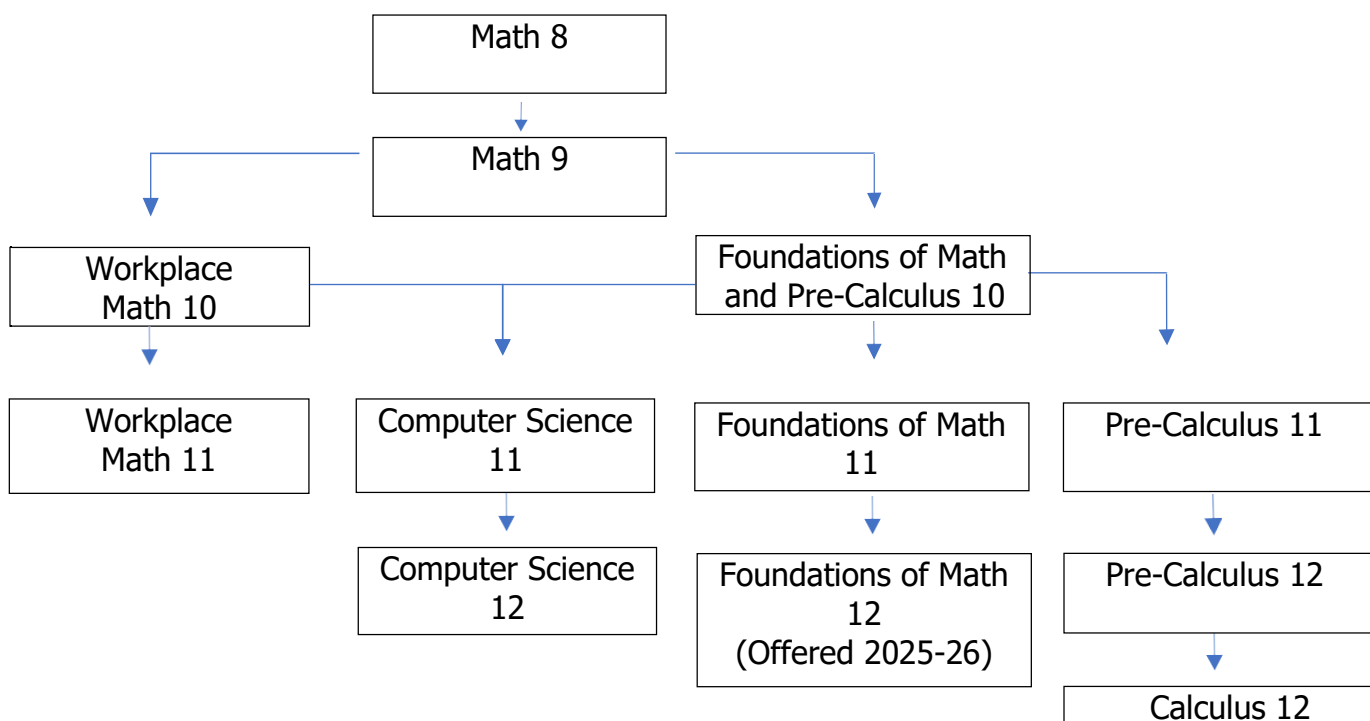 Math 8
Math 9
Workplace
Math 10
Foundations of Math
and Pre-Calculus 10
Workplace
Math 11
Computer Science
11
Foundations of Math
11
Pre-Calculus 11
Computer Science
12
Foundations of Math
12
(Offered 2025-26)
Pre-Calculus 12
Calculus 12